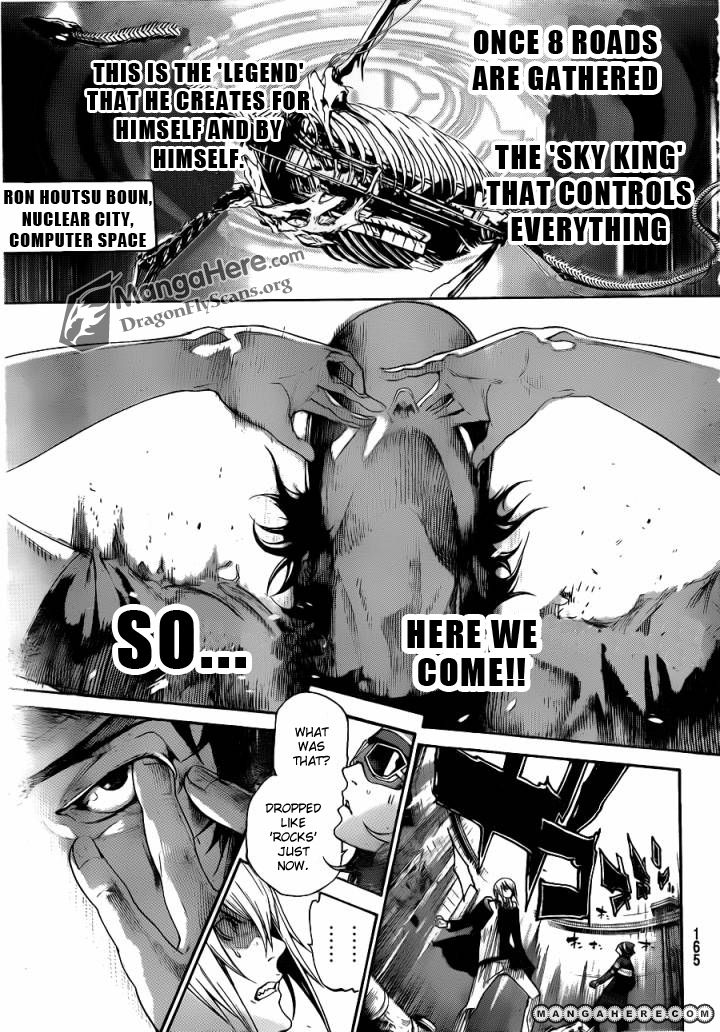 ONCE 8 ROADS
ARE GATHERED
THIS IS THE 'LEGEND'
THAT HE CREATES FOR
HIMSELF AND BY
HIMSELF.
THE 'SKY KING'
THAT CONTROLS
EVERYTHING
RON HOUTSU BOUN,
NUCLEAR CITY,
COMPUTER SPACE
MangaHere.com
DragonFlyScans.org
SO...
HERE WE
COME!!
WHAT
WAS
THAT?
DROPPED
LIKE
'ROCKS'
JUST
NOW.
165
MANGAHERE.COM